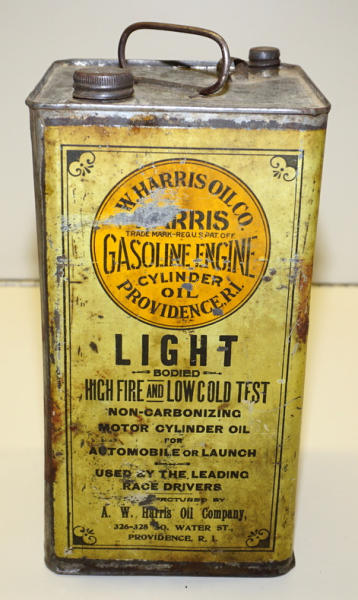 W. HARRIS OIL CO.
HARRIS
TRADE MARK-REG. U.S. PAT. OFF.
GASOLINE ENGINE
CYLINDER
OIL
PROVIDENCE, R.I.
LIGHT
BODIED
HIGH FIRE AND LOW COLD TEST
NON-CARBONIZING
MOTOR CYLINDER OIL
FOR
AUTOMOBILE OR LAUNCH
USED BY THE LEADING
RACE DRIVERS
BY
A. W. Harris Oil Company,
326-328 SO. WATER ST.,
PROVIDENCE, R. I.